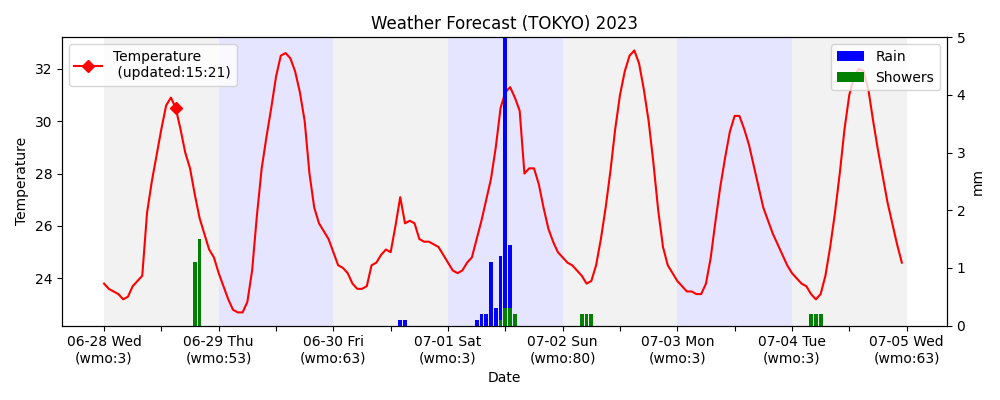 Weather Forecast (TOKYO) 2023
Temperature
(updated:15:21)
Rain
Showers
Temperature
32
30
28
26
24
5
4
3
2
1
0
mm
06-28 Wed
(wmo:3)
06-29 Thu
(wmo:53)
06-30 Fri
(wmo:63)
07-01 Sat
(wmo:3)
07-02 Sun
(wmo:80)
07-03 Mon
(wmo:3)
07-04 Tue
(wmo:3)
07-05 Wed
(wmo:63)
Date